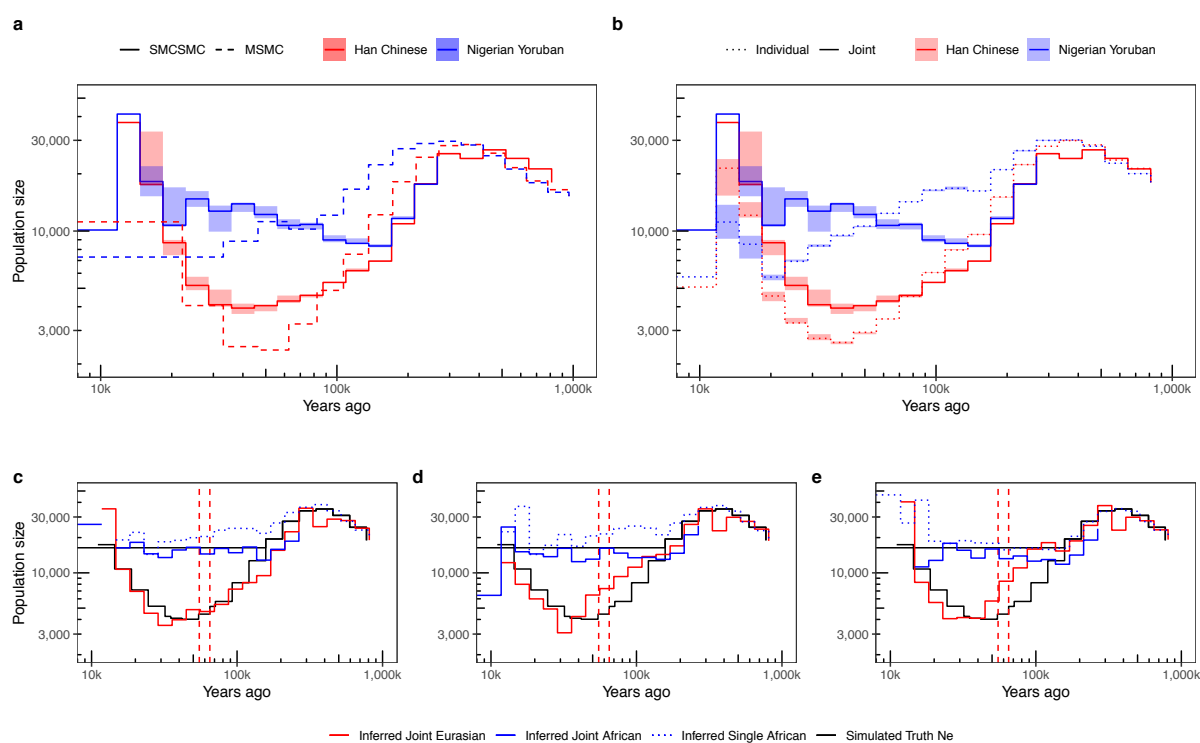 a
b
SMCSMC MSMC Han Chinese Nigerian Yoruban
Individual Joint Han Chinese Nigerian Yoruban
Population size
30,000
10,000
3,000
10k 100k 1,000k
Years ago
Population size
30,000
10,000
3,000
10k 100k 1,000k
Years ago
c
d
e
Population size
30,000
10,000
3,000
10k 100k 1,000k
Years ago
30,000
10,000
3,000
10k 100k 1,000k
Years ago
30,000
10,000
3,000
10k 100k 1,000k
Years ago
Inferred Joint Eurasian Inferred Joint African Inferred Single African Simulated Truth Ne